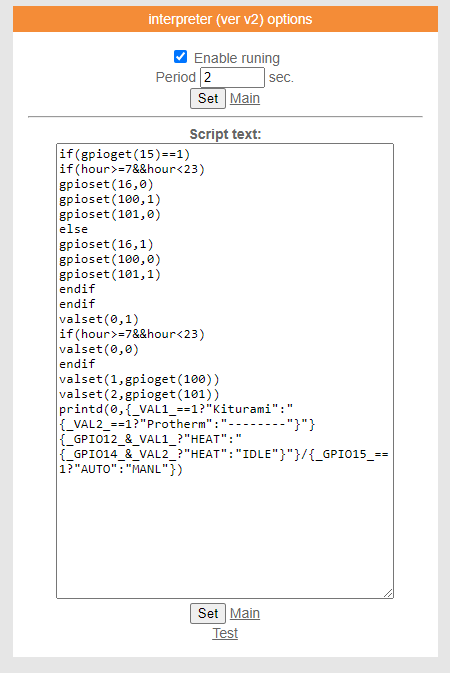 interpreter (ver v2) options
Enable runing
Period 2 sec.
Set Main
Script text:
if(gpioget(15)==1)
if(hour>=7&&hour<23)
gpioset(16,0)
gpioset(100,1)
gpioset(101,0)
else
gpioset(16,1)
gpioset(100,0)
gpioset(101,1)
endif
endif
valset(0,1)
if(hour>=7&&hour<23)
valset(0,0)
endif
valset(1,gpioget(100))
valset(2,gpioget(101))
printd(0,{_VAL1_==1?"Kiturami":"
{_VAL2_==1?"Protherm":"--------"}"}
{_GPIO12_&_VAL1_?"HEAT":"
{_GPIO14_&_VAL2_?"HEAT":"IDLE"}"}/{_GPIO15_==
1?"AUTO":"MANL"})
Set Main
Test